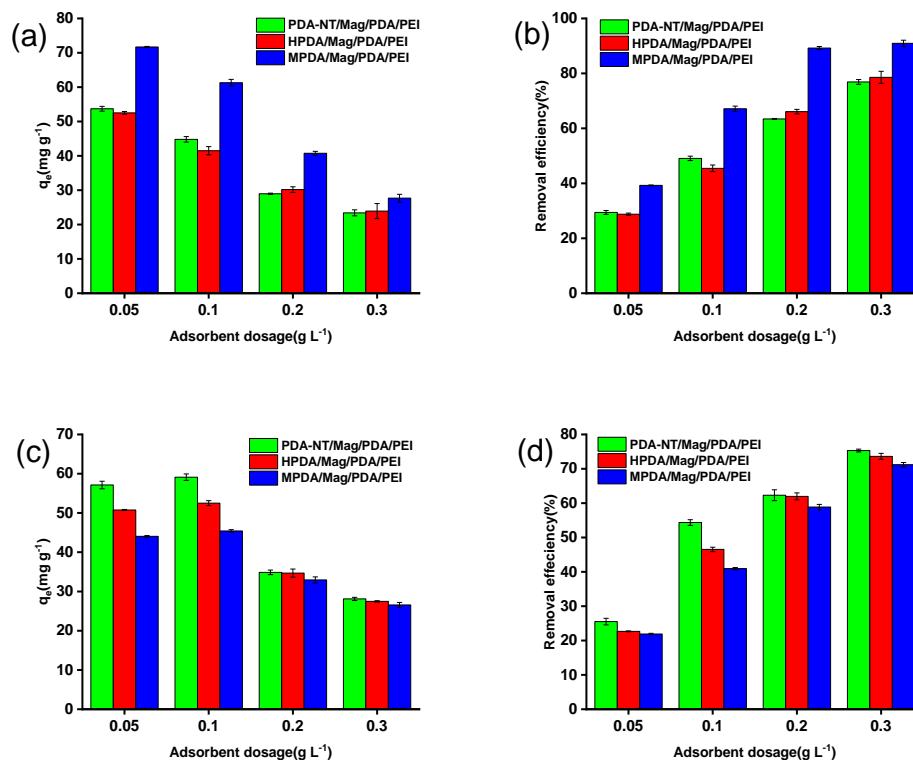 (a)
PDA-NT/Mag/PDA/PEI
HPDA/Mag/PDA/PEI
MPDA/Mag/PDA/PEI
80
70
60
50
40
30
20
10
0
qₑ(mg g⁻¹)
0.05 0.1 0.2 0.3
Adsorbent dosage(g L⁻¹)
(b)
PDA-NT/Mag/PDA/PEI
HPDA/Mag/PDA/PEI
MPDA/Mag/PDA/PEI
100
80
60
40
20
0
Removal efficiency(%)
0.05 0.1 0.2 0.3
Adsorbent dosage(g L⁻¹)
(c)
PDA-NT/Mag/PDA/PEI
HPDA/Mag/PDA/PEI
MPDA/Mag/PDA/PEI
70
60
50
40
30
20
10
0
qₑ(mg g⁻¹)
0.05 0.1 0.2 0.3
Adsorbent dosage(g L⁻¹)
(d)
PDA-NT/Mag/PDA/PEI
HPDA/Mag/PDA/PEI
MPDA/Mag/PDA/PEI
80
70
60
50
40
30
20
10
0
Removal effeciency(%)
0.05 0.1 0.2 0.3
Adsorbent dosage(g L⁻¹)